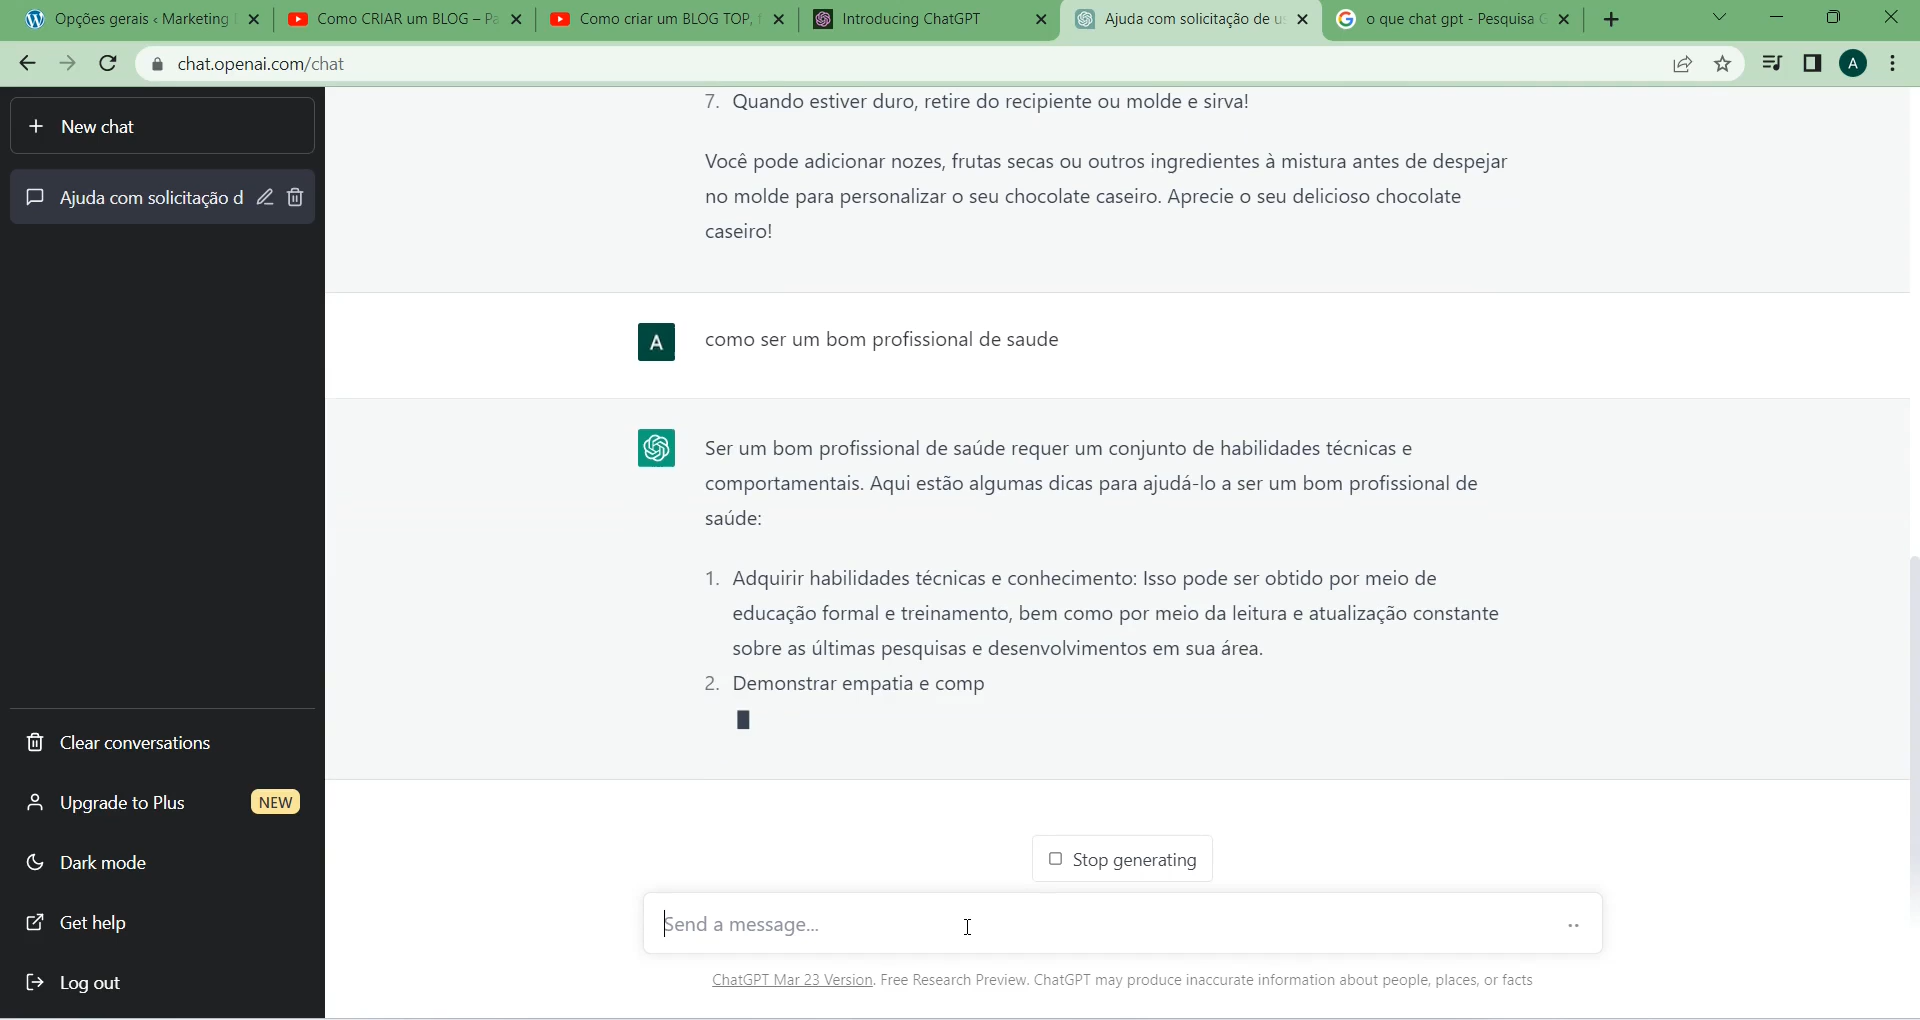 Opções gerais ‹ Marketing
Como CRIAR um BLOG – Pa
Como criar um BLOG TOP,
Introducing ChatGPT
Ajuda com solicitação de u
o que chat gpt - Pesquisa G
chat.openai.com/chat
A
New chat
Ajuda com solicitação d
7. Quando estiver duro, retire do recipiente ou molde e sirva!
Você pode adicionar nozes, frutas secas ou outros ingredientes à mistura antes de despejar
no molde para personalizar o seu chocolate caseiro. Aprecie o seu delicioso chocolate
caseiro!
A
como ser um bom profissional de saude
Ser um bom profissional de saúde requer um conjunto de habilidades técnicas e
comportamentais. Aqui estão algumas dicas para ajudá-lo a ser um bom profissional de
saúde:
1. Adquirir habilidades técnicas e conhecimento: Isso pode ser obtido por meio de
educação formal e treinamento, bem como por meio da leitura e atualização constante
sobre as últimas pesquisas e desenvolvimentos em sua área.
2. Demonstrar empatia e comp
Clear conversations
Upgrade to Plus NEW
Dark mode
Get help
Log out
Stop generating
Send a message...
ChatGPT Mar 23 Version. Free Research Preview. ChatGPT may produce inaccurate information about people, places, or facts